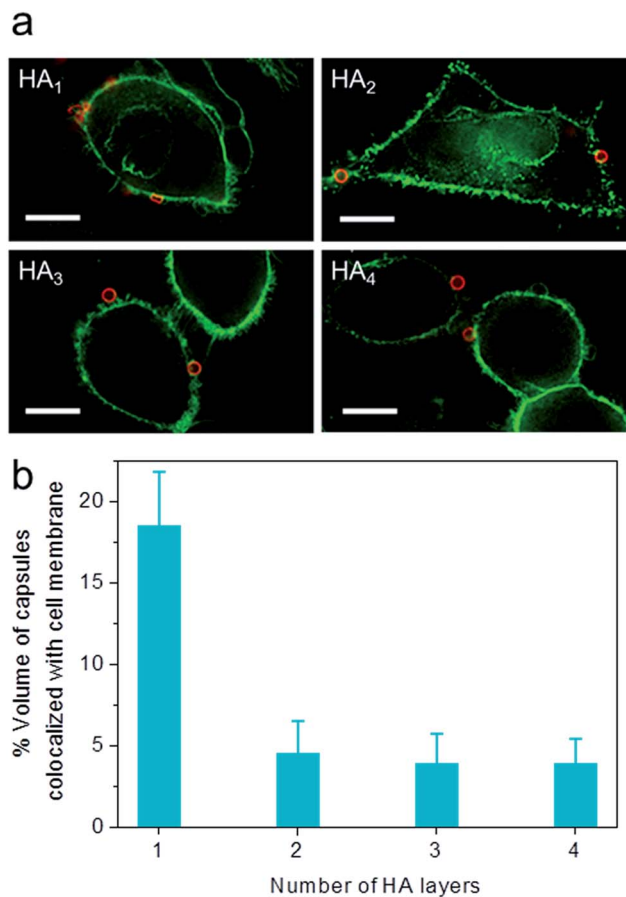 a
HA1
HA2
HA3
HA4
b
% Volume of capsules
colocalized with cell membrane
20
15
10
5
0
1 2 3 4
Number of HA layers